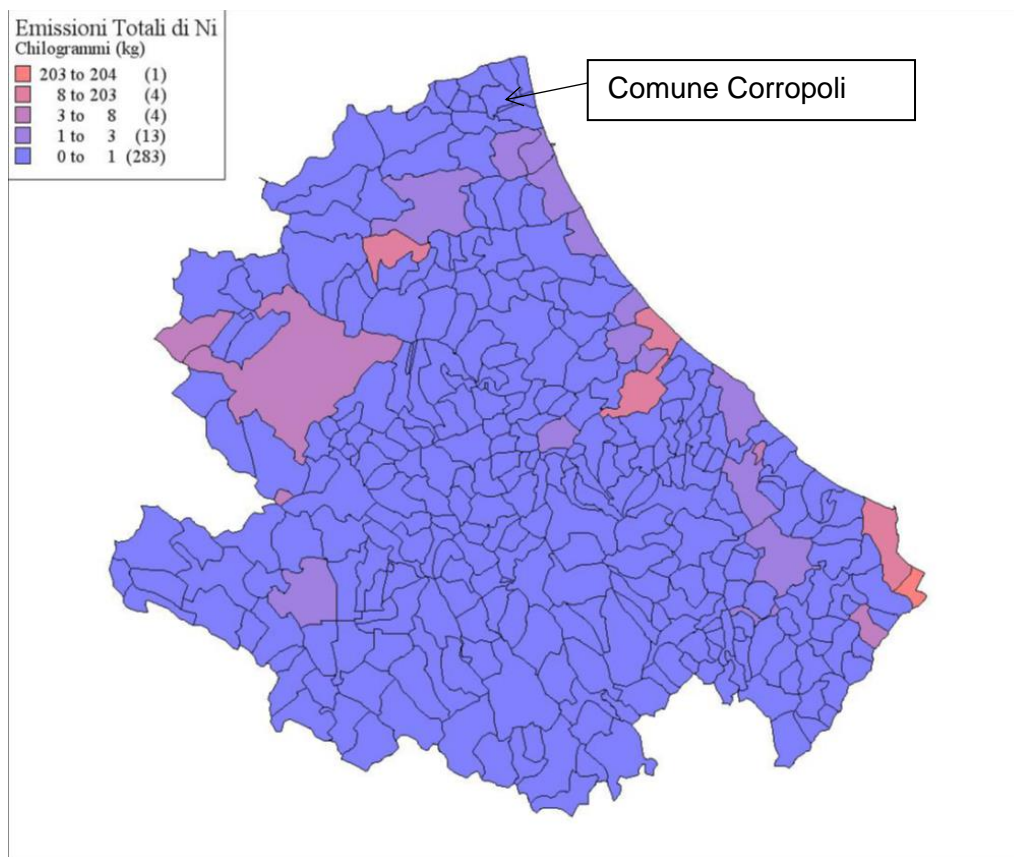 Emissioni Totali di Ni
Chilogrammi (kg)
203 to 204 (1)
8 to 203 (4)
3 to 8 (4)
1 to 3 (13)
0 to 1 (283)
Comune Corropoli